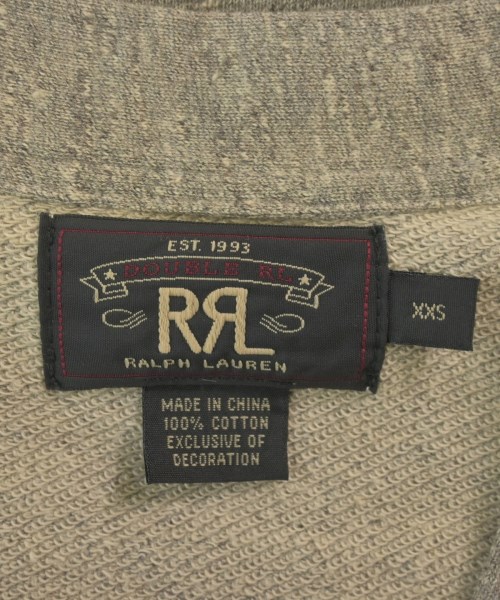 EST. 1993
DOUBLE RL
RRL
RALPH LAUREN
XXS
MADE IN CHINA
100% COTTON
EXCLUSIVE OF
DECORATION